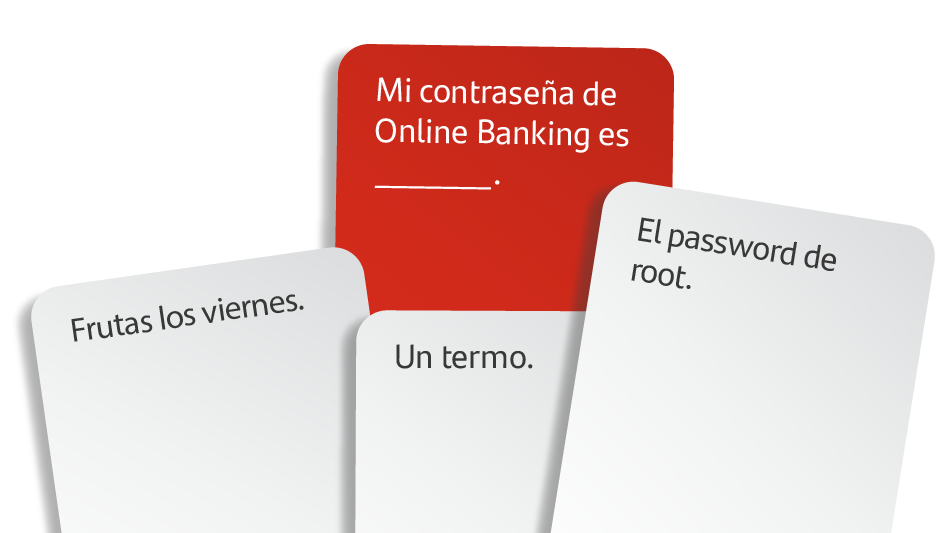 Mi contraseña de
Online Banking es
________.
Frutas los viernes.
Un termo.
El password de
root.